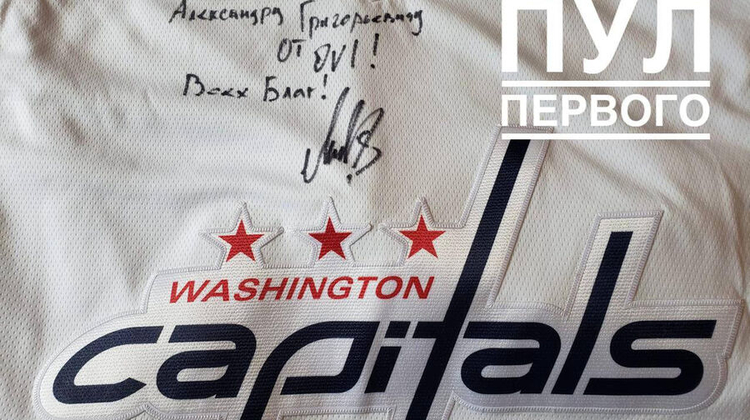 Александру Григорьевичу
от OVI!
Всех Благ!
ПУЛ
ПЕРВОГО
WASHINGTON
capitals